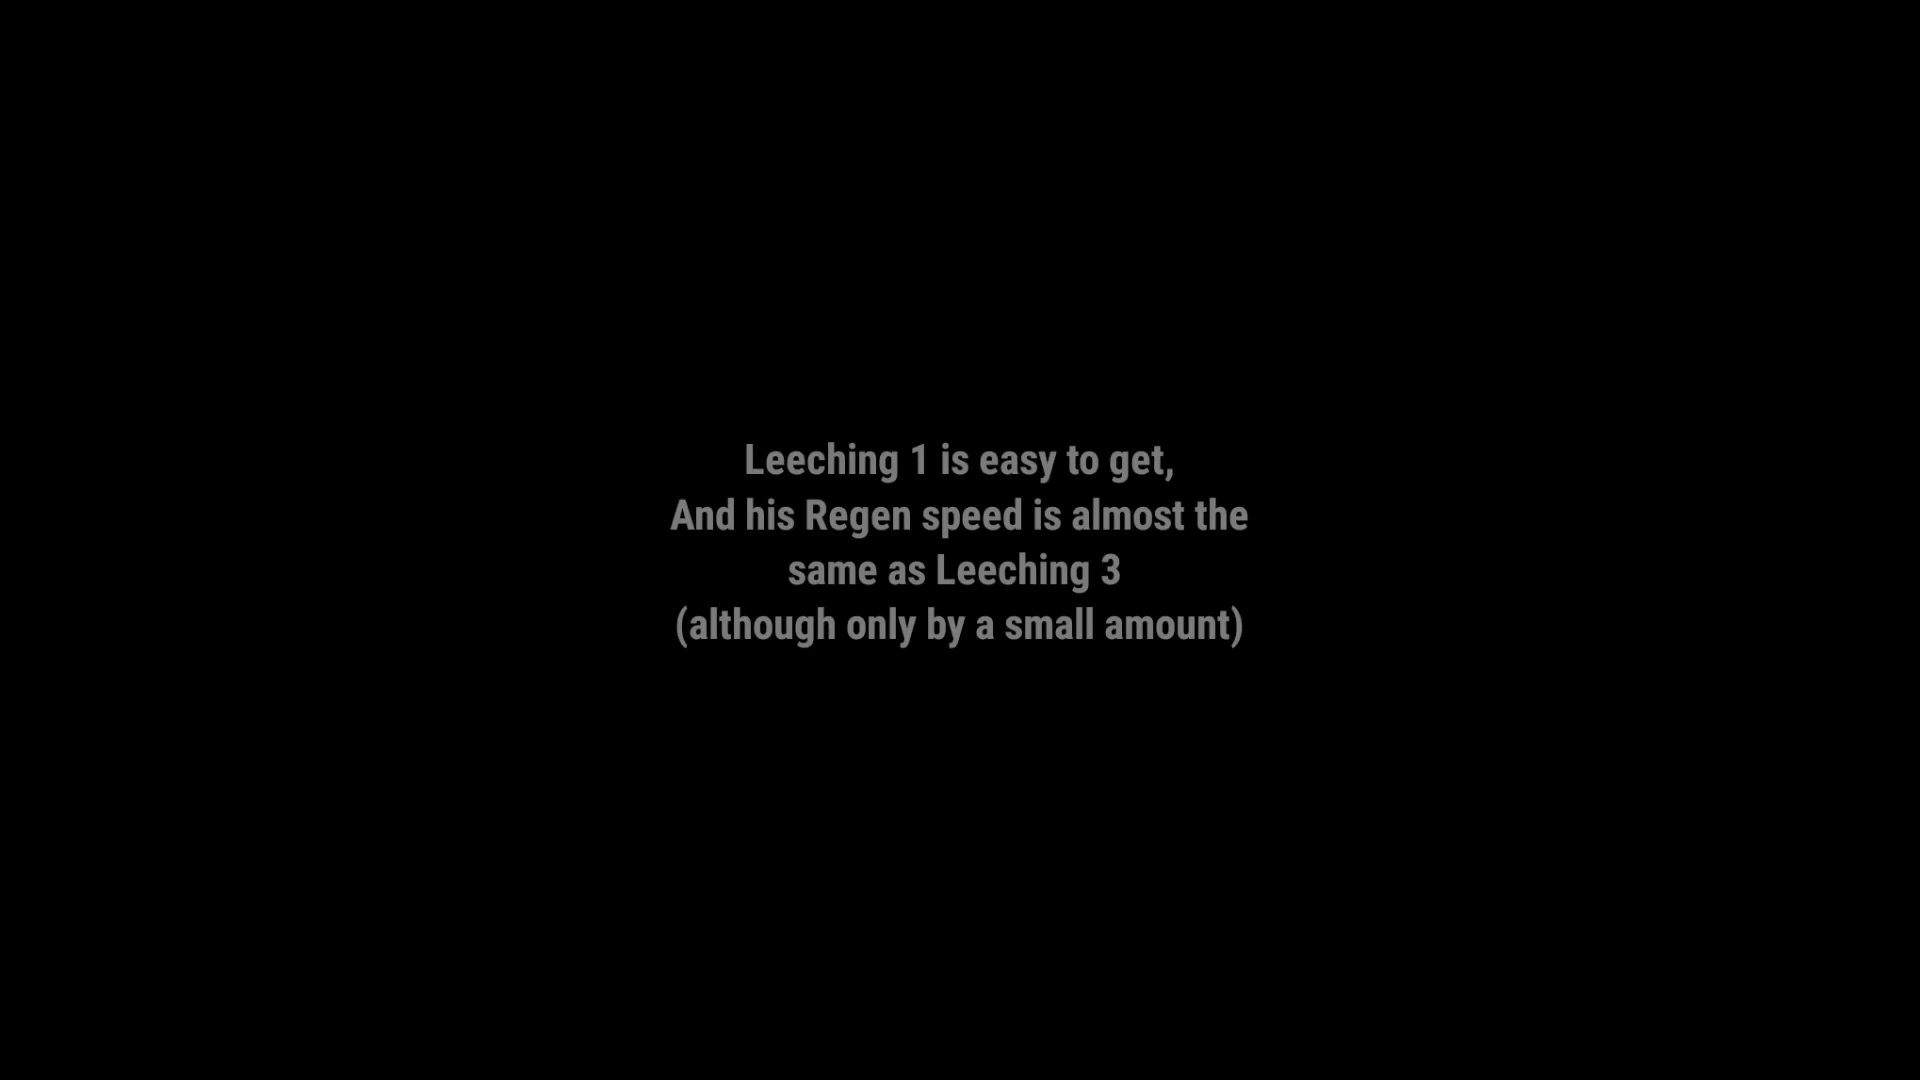 Leeching 1 is easy to get,
And his Regen speed is almost the
same as Leeching 3
(although only by a small amount)